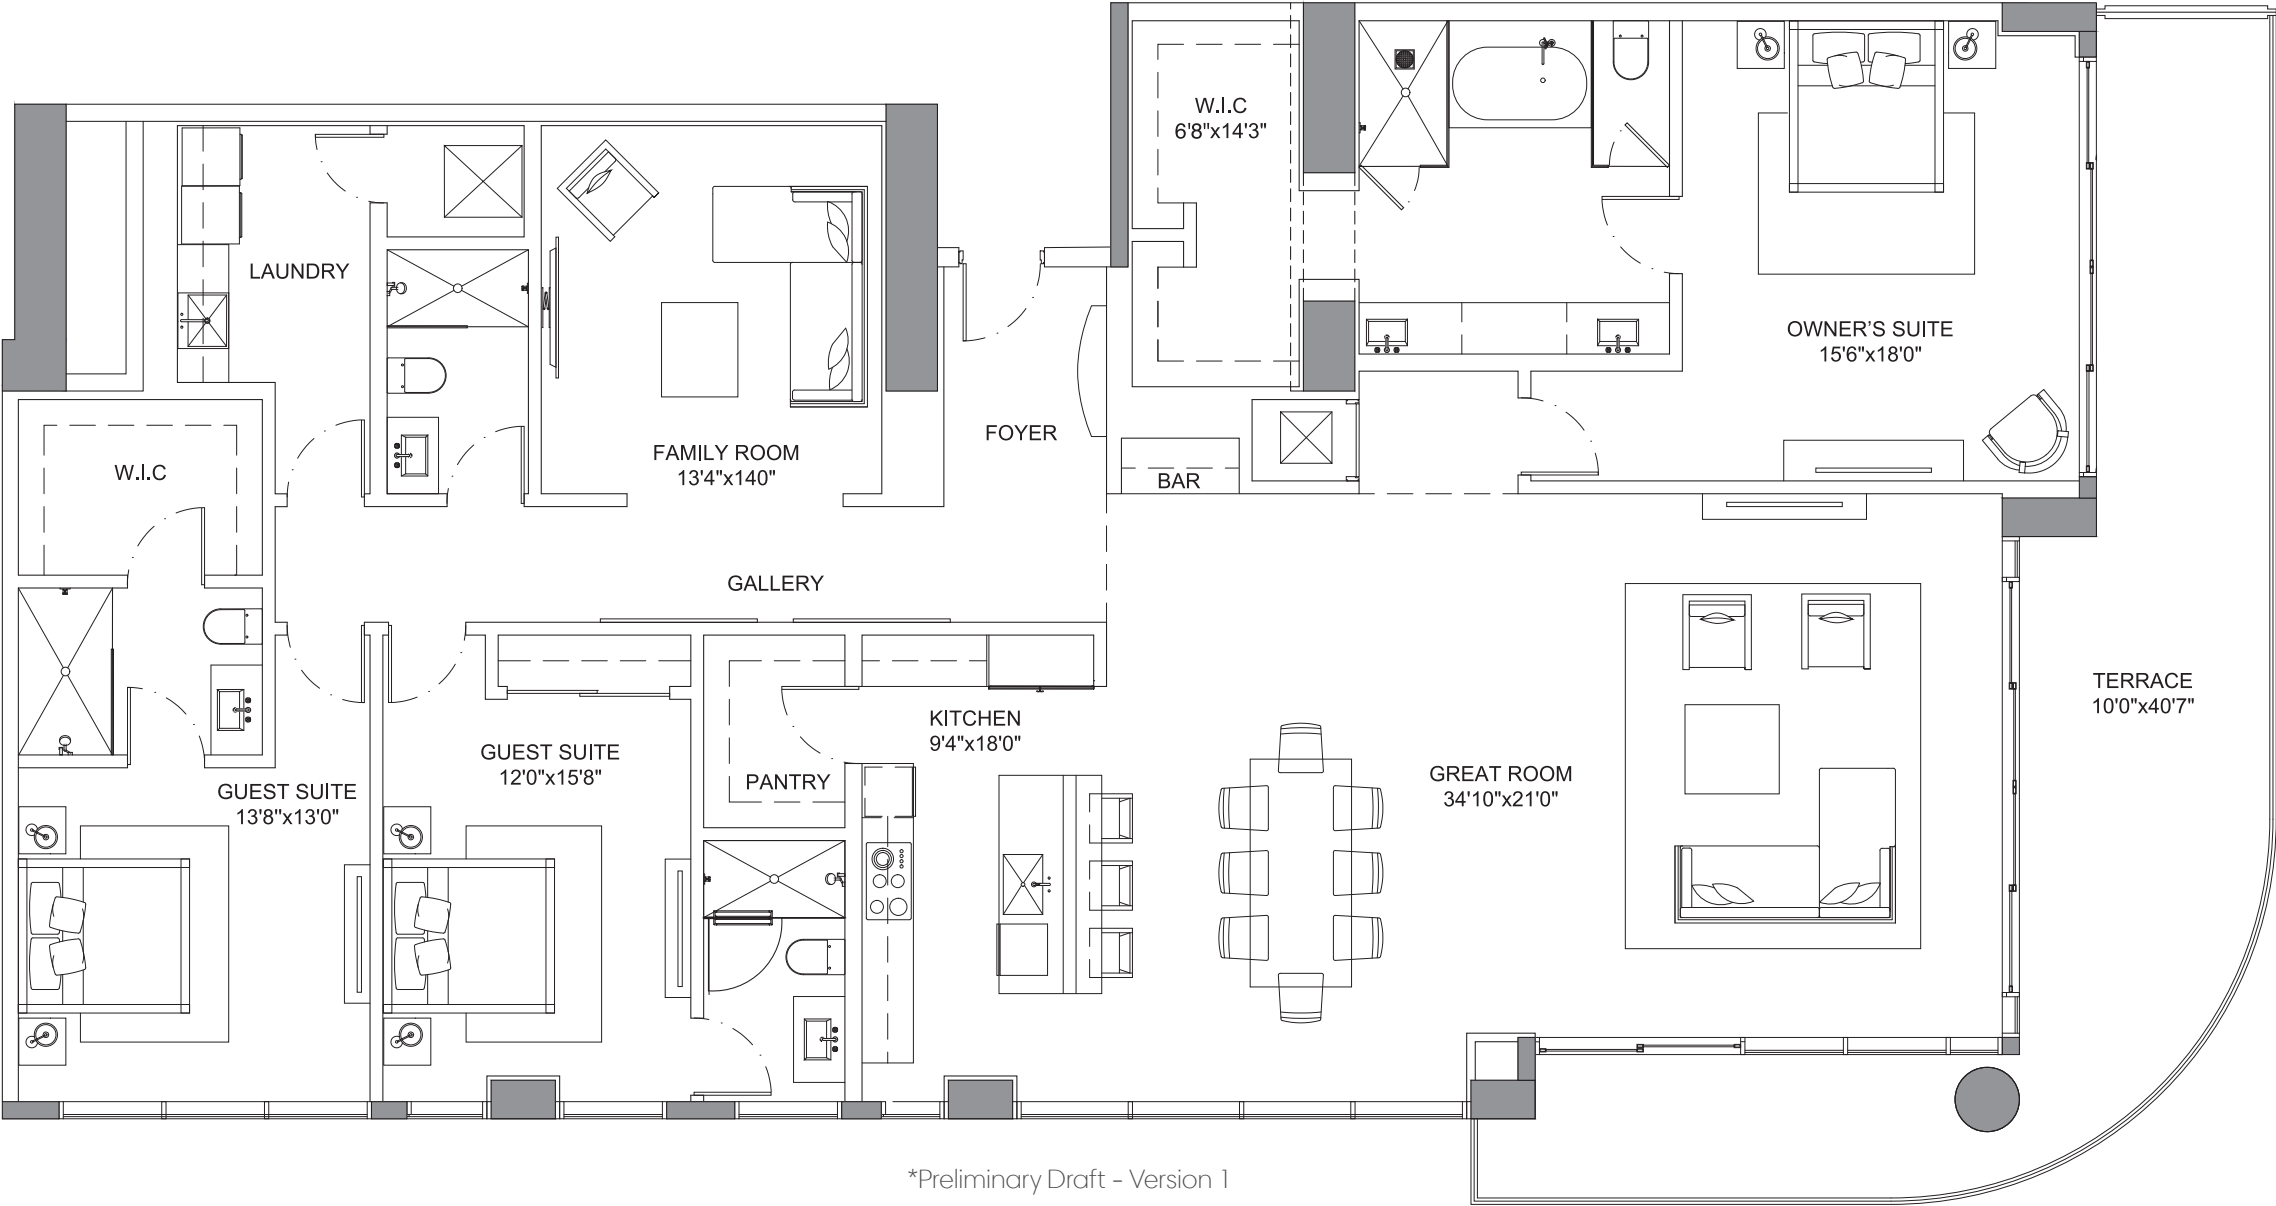 W.I.C
6'8"x14'3"
LAUNDRY
OWNER'S SUITE
15'6"x18'0"
FOYER
FAMILY ROOM
13'4"x140"
W.I.C
BAR
GALLERY
TERRACE
10'0"x40'7"
KITCHEN
9'4"x18'0"
GUEST SUITE
12'0"x15'8"
PANTRY
GREAT ROOM
34'10"x21'0"
GUEST SUITE
13'8"x13'0"
*Preliminary Draft - Version 1